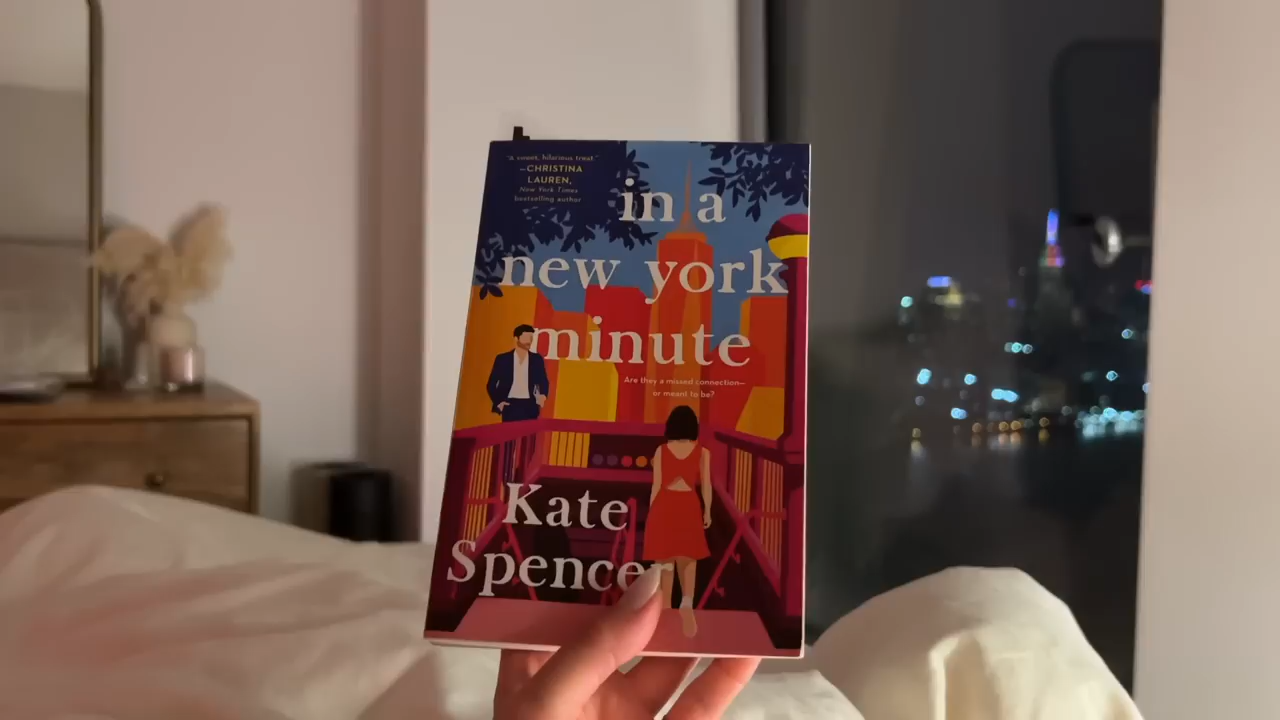 "A sweet, hilarious treat."
—CHRISTINA
LAUREN,
New York Times
bestselling author
in a
new york
minute
Are they a missed connection—
or meant to be?
Kate
Spencer